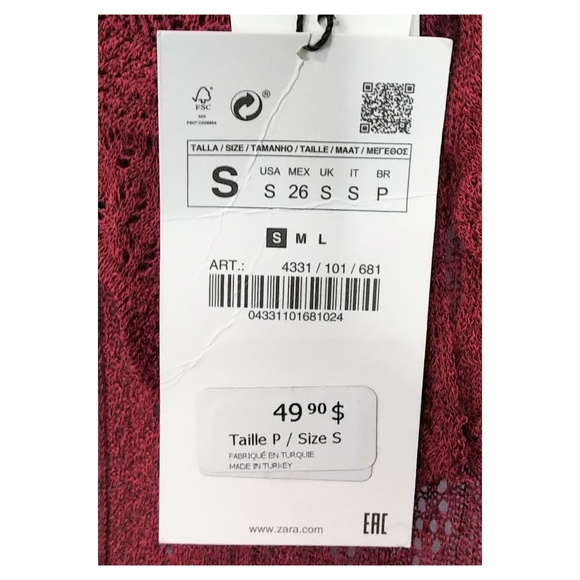 FSC
MIX
®
TALLA / SIZE / TAMANHO / TAILLE / MAAT / ΜΕΓΕΘΟΣ
S
USA MEX UK IT BR
S 26 S S P
S M L
ART.: 4331 / 101 / 681
04331101681024
49 90 $
Taille P / Size S
FABRIQUÉ EN TURQUIE
MADE IN TURKEY
www.zara.com
EAC